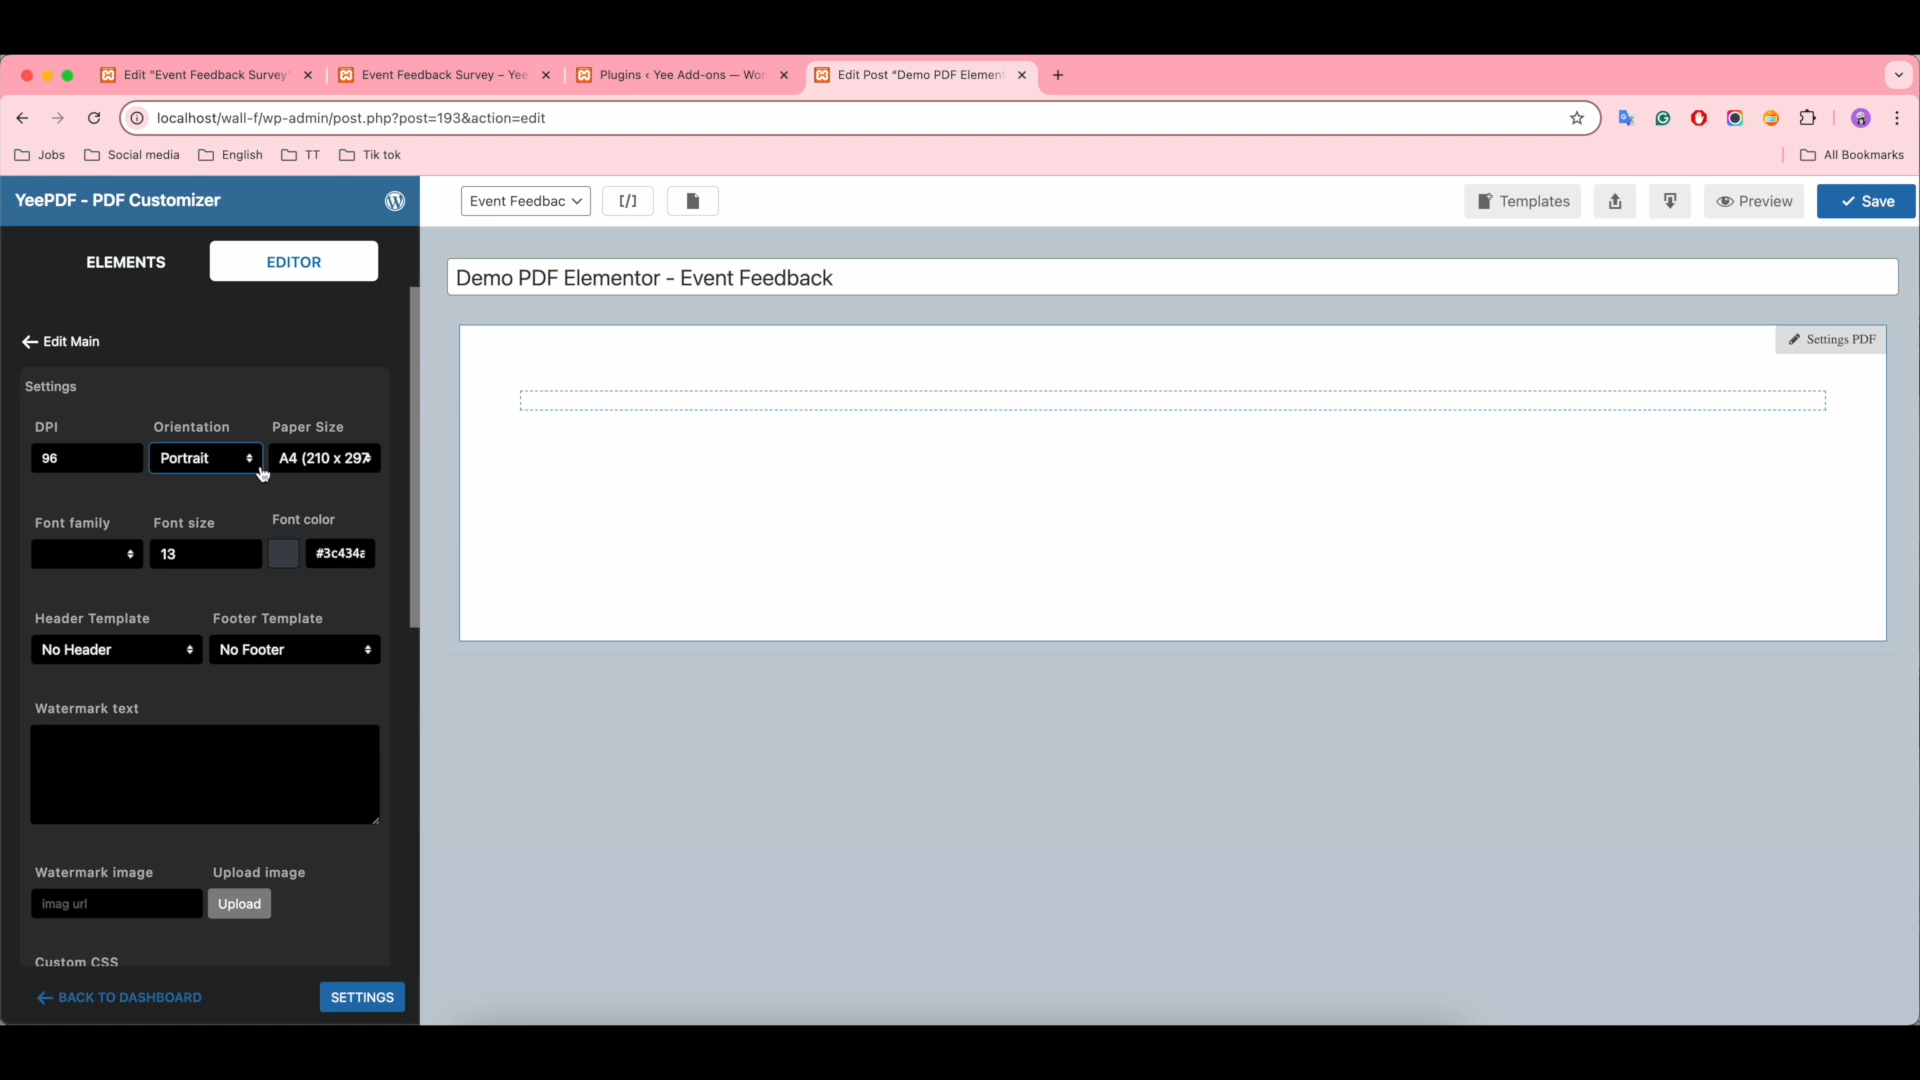 Edit "Event Feedback Survey"
Event Feedback Survey – Yee
Plugins ‹ Yee Add-ons — Wor
Edit Post "Demo PDF Element
localhost/wall-f/wp-admin/post.php?post=193&action=edit
Jobs
Social media
English
TT
Tik tok
All Bookmarks
YeePDF - PDF Customizer
Event Feedbac
[/]
Templates
Preview
Save
ELEMENTS
EDITOR
Demo PDF Elementor - Event Feedback
Settings PDF
Edit Main
Settings
DPI
Orientation
Paper Size
96
Portrait
A4 (210 x 297
Font family
Font size
Font color
13
#3c434a
Header Template
Footer Template
No Header
No Footer
Watermark text
Watermark image
Upload image
imag url
Upload
Custom CSS
BACK TO DASHBOARD
SETTINGS